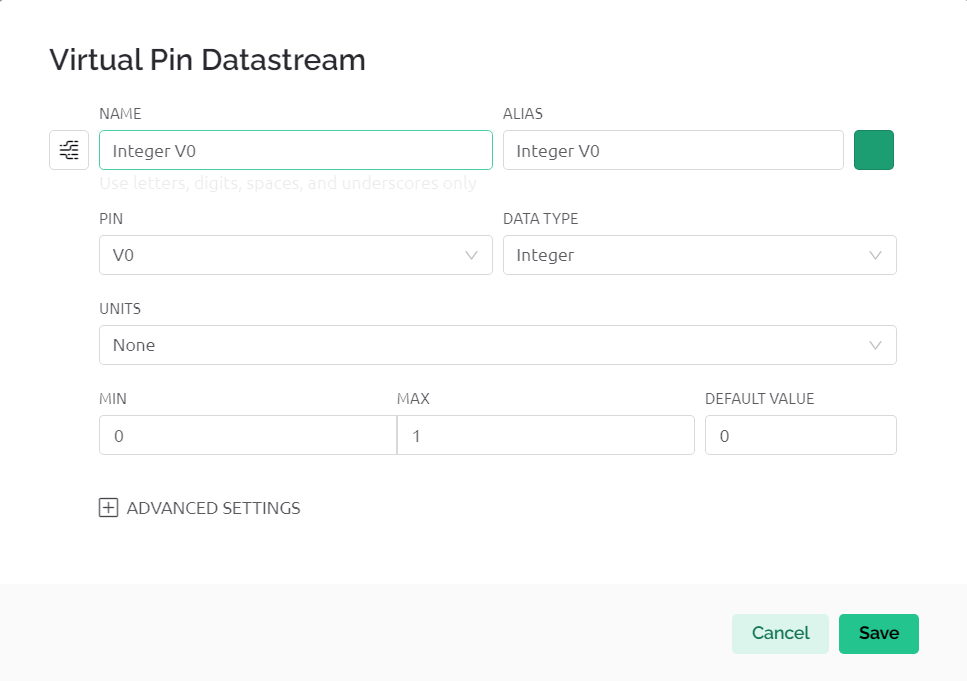 Virtual Pin Datastream
NAME
ALIAS
Integer V0
Integer V0
Use letters, digits, spaces, and underscores only
PIN
DATA TYPE
V0
Integer
UNITS
None
MIN
MAX
DEFAULT VALUE
0
1
0
ADVANCED SETTINGS
Cancel
Save